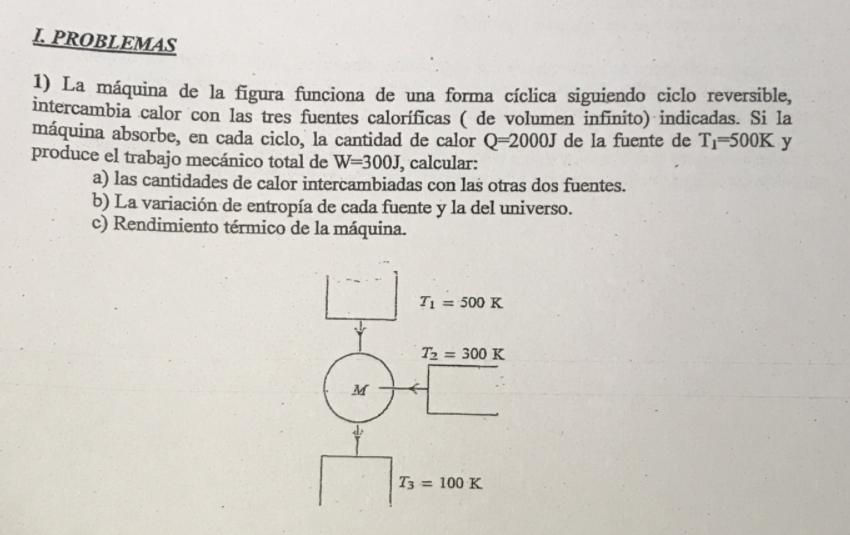 I. PROBLEMAS
1) La máquina de la figura funciona de una forma cíclica siguiendo ciclo reversible,
intercambia calor con las tres fuentes caloríficas ( de volumen infinito) indicadas. Si la
máquina absorbe, en cada ciclo, la cantidad de calor Q=2000J de la fuente de T₁=500K y
produce el trabajo mecánico total de W=300J, calcular:
a) las cantidades de calor intercambiadas con las otras dos fuentes.
b) La variación de entropía de cada fuente y la del universo.
c) Rendimiento térmico de la máquina.
T₁ = 500 K
T₂ = 300 K
M
T₃ = 100 K